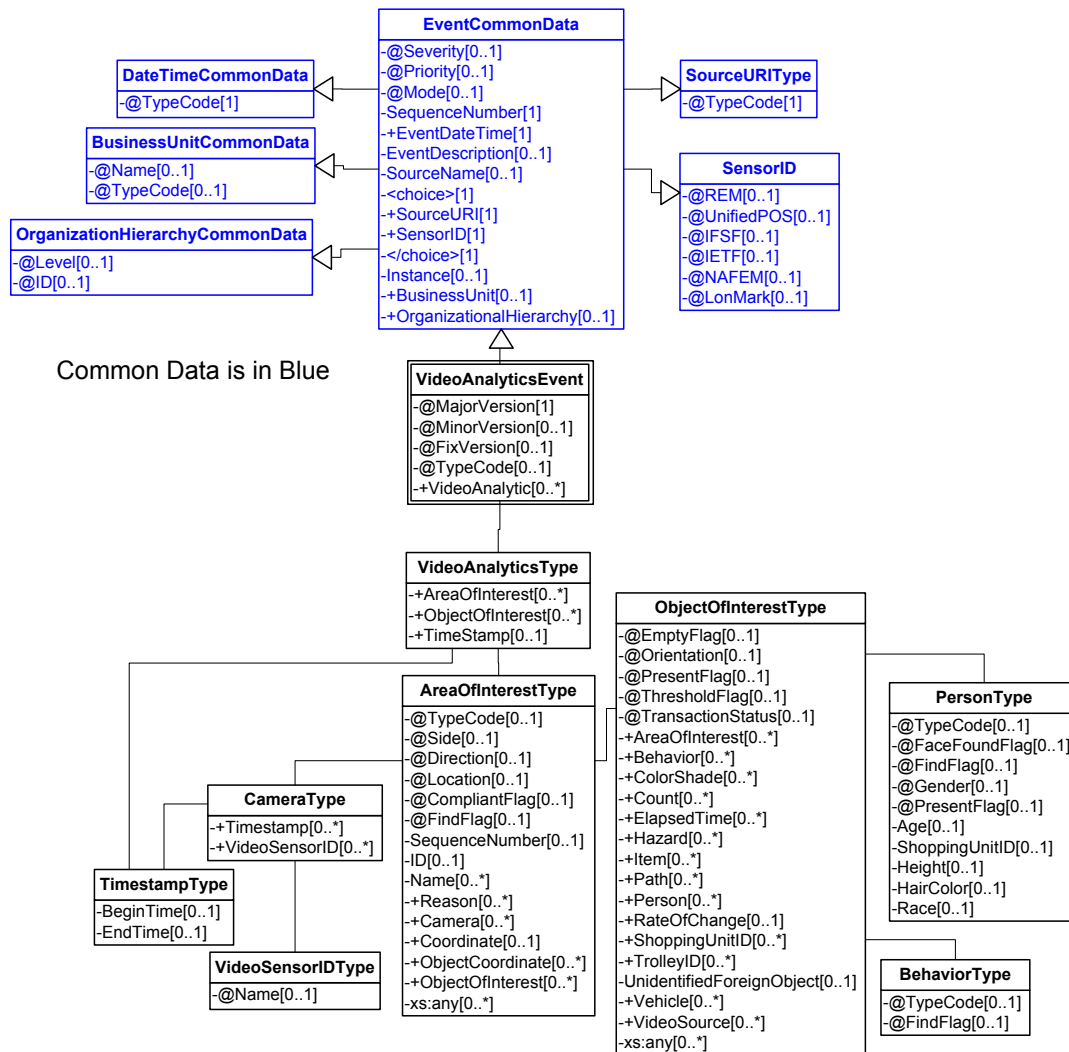 EventCommonData
-@Severity[0..1]
-@Priority[0..1]
-@Mode[0..1]
-SequenceNumber[1]
-+EventDateTime[1]
-EventDescription[0..1]
-SourceName[0..1]
-<choice>[1]
-+SourceURI[1]
-+SensorID[1]
-</choice>[1]
-Instance[0..1]
-+BusinessUnit[0..1]
-+OrganizationalHierarchy[0..1]
DateTimeCommonData
-@TypeCode[1]
BusinessUnitCommonData
-@Name[0..1]
-@TypeCode[0..1]
OrganizationHierarchyCommonData
-@Level[0..1]
-@ID[0..1]
SourceURIType
-@TypeCode[1]
SensorID
-@REM[0..1]
-@UnifiedPOS[0..1]
-@IFSF[0..1]
-@IETF[0..1]
-@NAFEM[0..1]
-@LonMark[0..1]
Common Data is in Blue
VideoAnalyticsEvent
-@MajorVersion[1]
-@MinorVersion[0..1]
-@FixVersion[0..1]
-@TypeCode[0..1]
-+VideoAnalytic[0..*]
VideoAnalyticsType
-+AreaOfInterest[0..*]
-+ObjectOfInterest[0..*]
-+TimeStamp[0..1]
AreaOfInterestType
-@TypeCode[0..1]
-@Side[0..1]
-@Direction[0..1]
-@Location[0..1]
-@CompliantFlag[0..1]
-@FindFlag[0..1]
-SequenceNumber[0..1]
-ID[0..1]
-Name[0..*]
-+Reason[0..*]
-+Camera[0..*]
-+Coordinate[0..1]
-+ObjectCoordinate[0..*]
-+ObjectOfInterest[0..*]
-xs:any[0..*]
CameraType
-+Timestamp[0..*]
-+VideoSensorID[0..*]
TimestampType
-BeginTime[0..1]
-EndTime[0..1]
VideoSensorIDType
-@Name[0..1]
ObjectOfInterestType
-@EmptyFlag[0..1]
-@Orientation[0..1]
-@PresentFlag[0..1]
-@ThresholdFlag[0..1]
-@TransactionStatus[0..1]
-+AreaOfInterest[0..*]
-+Behavior[0..*]
-+ColorShade[0..*]
-+Count[0..*]
-+ElapsedTime[0..*]
-+Hazard[0..*]
-+Item[0..*]
-+Path[0..*]
-+Person[0..*]
-+RateOfChange[0..1]
-+ShoppingUnitID[0..*]
-+TrolleyID[0..*]
-UnidentifiedForeignObject[0..1]
-+Vehicle[0..*]
-+VideoSource[0..*]
-xs:any[0..*]
PersonType
-@TypeCode[0..1]
-@FaceFoundFlag[0..1]
-@FindFlag[0..1]
-@Gender[0..1]
-@PresentFlag[0..1]
-Age[0..1]
-ShoppingUnitID[0..1]
-Height[0..1]
-HairColor[0..1]
-Race[0..1]
BehaviorType
-@TypeCode[0..1]
-@FindFlag[0..1]